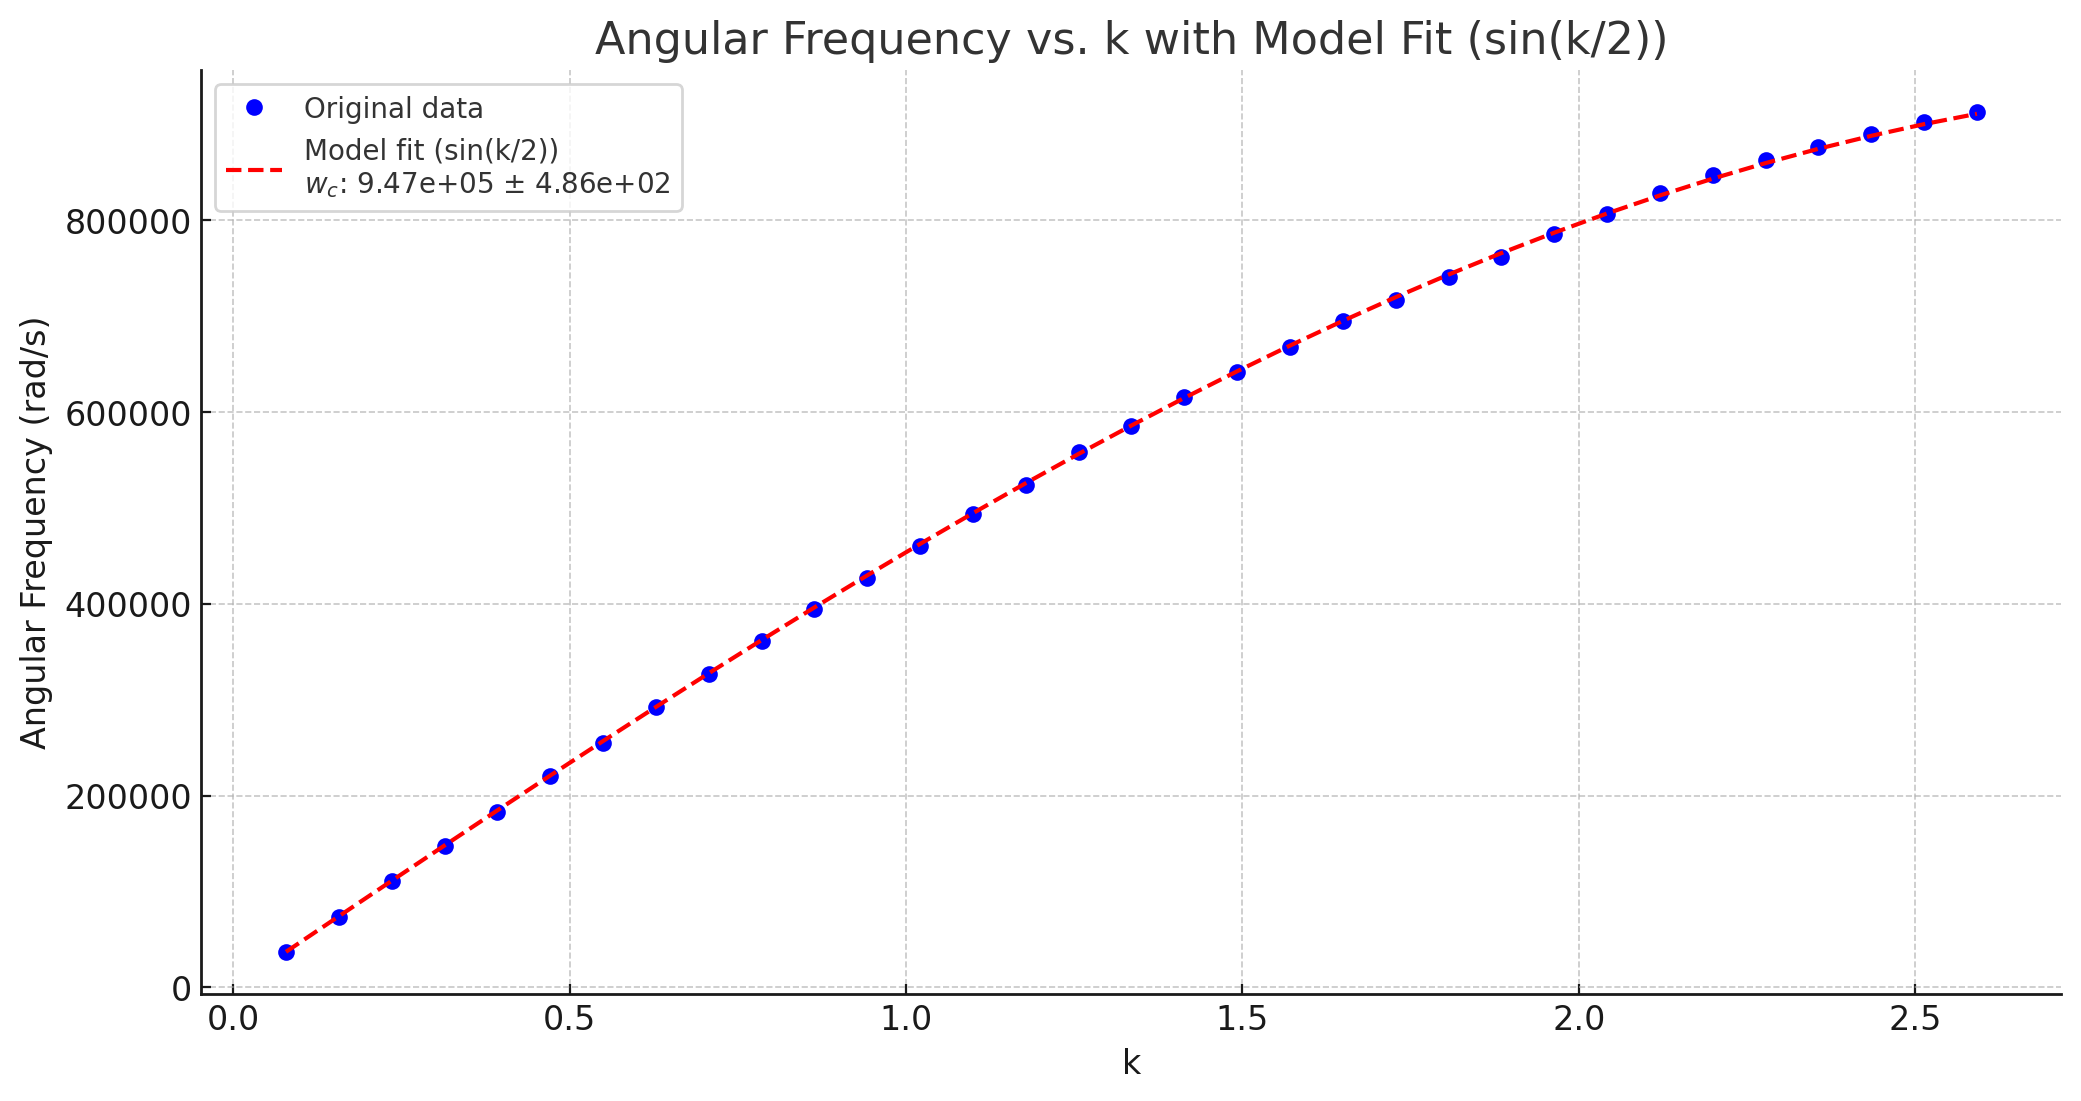 Angular Frequency vs. k with Model Fit (sin(k/2))
Original data
Model fit (sin(k/2))
w_c: 9.47e+05 ± 4.86e+02
Angular Frequency (rad/s)
800000
600000
400000
200000
0
0.0 0.5 1.0 1.5 2.0 2.5
k